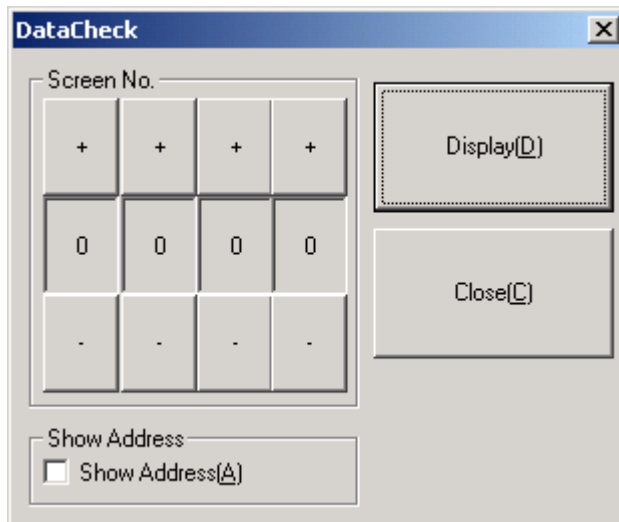 DataCheck
Screen No.
+ + + +
0 0 0 0
- - - -
Display(D)
Close(C)
Show Address
Show Address(A)